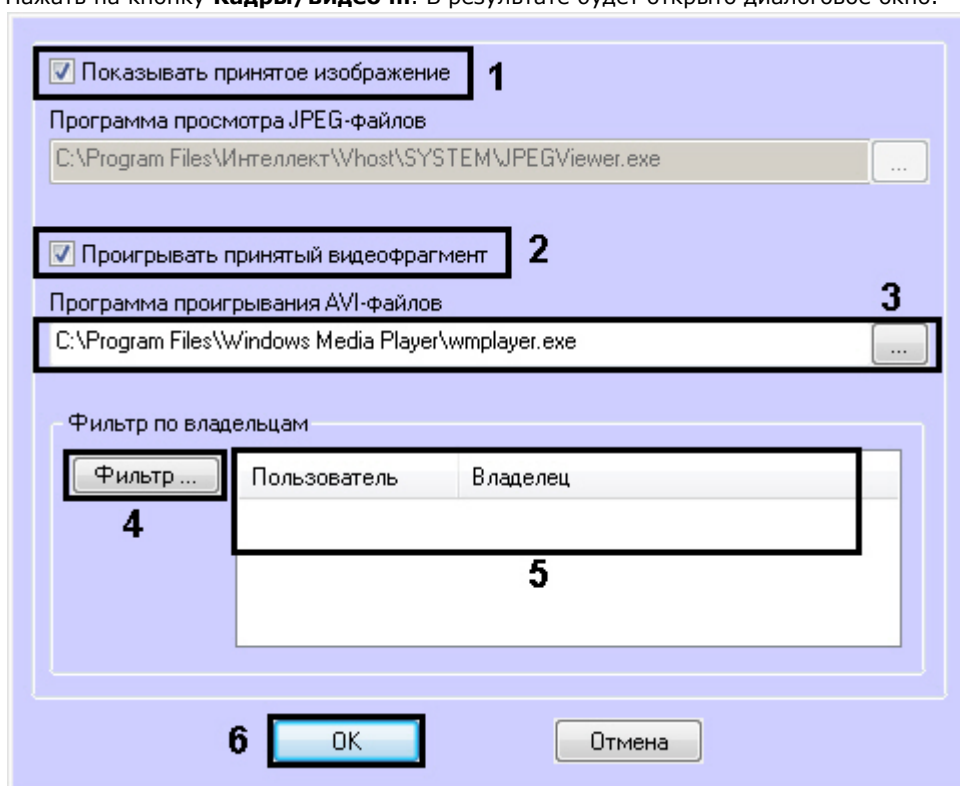 Нажать на кнопку Кадры/видео .... В результате будет открыто диалоговое окно.
Показывать принятое изображение 1
Программа просмотра JPEG-файлов
C:\Program Files\Интеллект\Vhost\SYSTEM\JPEGViewer.exe ...
Проигрывать принятый видеофрагмент 2
Программа проигрывания AVI-файлов 3
C:\Program Files\Windows Media Player\wmplayer.exe ...
Фильтр по владельцам
Фильтр ... Пользователь Владелец
4
5
6 OK Отмена